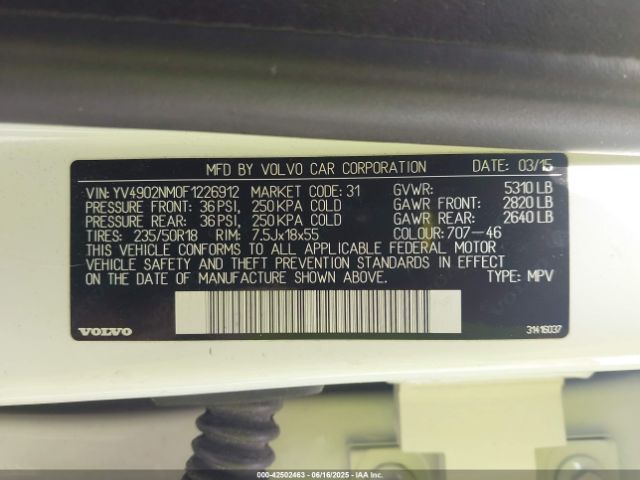 MFD BY VOLVO CAR CORPORATION DATE: 03/15
VIN: YV4902NM0F1226912 MARKET CODE: 31 GVWR: 5310 LB
PRESSURE FRONT: 36 PSI, 250 KPA COLD GAWR FRONT: 2820 LB
PRESSURE REAR: 36 PSI, 250 KPA COLD GAWR REAR: 2640 LB
TIRES: 235/50R18 RIM: 7,5Jx18x55 COLOUR: 707-46
THIS VEHICLE CONFORMS TO ALL APPLICABLE FEDERAL MOTOR
VEHICLE SAFETY AND THEFT PREVENTION STANDARDS IN EFFECT
ON THE DATE OF MANUFACTURE SHOWN ABOVE. TYPE: MPV
VOLVO 31416037
000-42502463 - 06/16/2025 - IAAI.COM